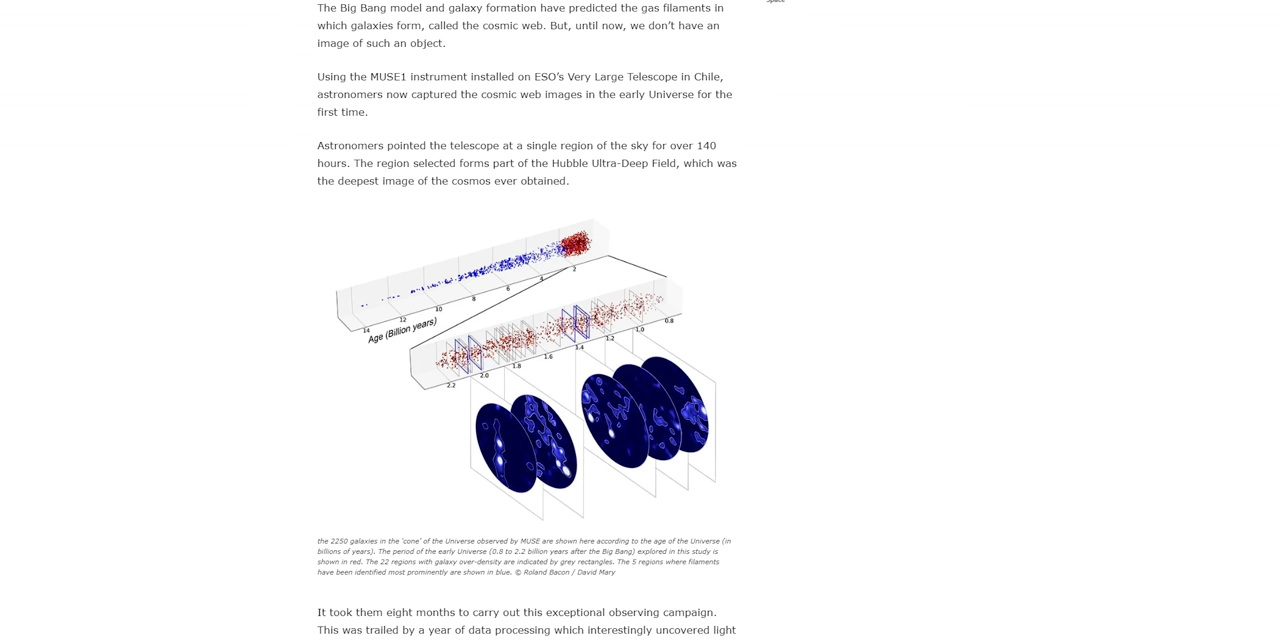 Space
The Big Bang model and galaxy formation have predicted the gas filaments in
which galaxies form, called the cosmic web. But, until now, we don’t have an
image of such an object.
Using the MUSE1 instrument installed on ESO’s Very Large Telescope in Chile,
astronomers now captured the cosmic web images in the early Universe for the
first time.
Astronomers pointed the telescope at a single region of the sky for over 140
hours. The region selected forms part of the Hubble Ultra-Deep Field, which was
the deepest image of the cosmos ever obtained.
14 12 10 8 6 4 2
Age (Billion years)
2.2 2.0 1.8 1.6 1.4 1.2 1.0 0.8
the 2250 galaxies in the ‘cone’ of the Universe observed by MUSE are shown here according to the age of the Universe (in
billions of years). The period of the early Universe (0.8 to 2.2 billion years after the Big Bang) explored in this study is
shown in red. The 22 regions with galaxy over-density are indicated by grey rectangles. The 5 regions where filaments
have been identified most prominently are shown in blue. © Roland Bacon / David Mary
It took them eight months to carry out this exceptional observing campaign.
This was trailed by a year of data processing which interestingly uncovered light